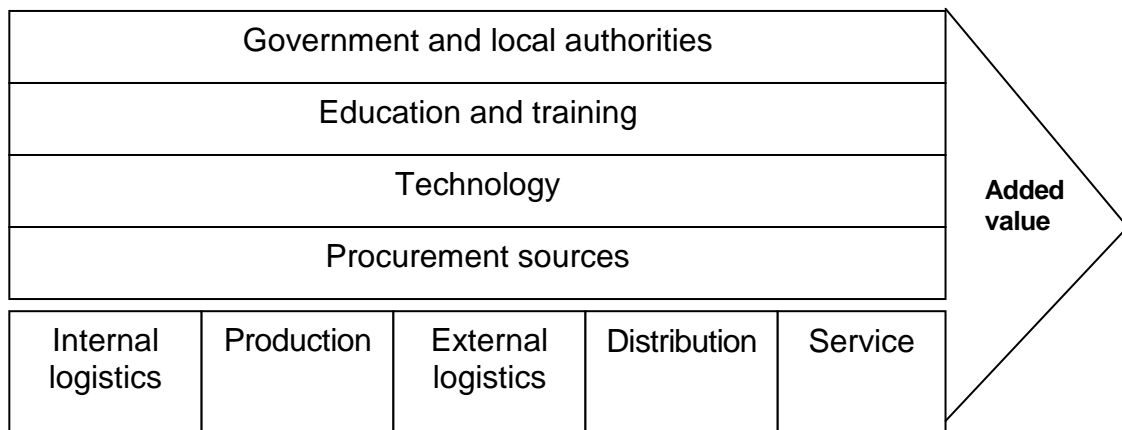 Government and local authorities
Education and training
Technology
Procurement sources
Added
value
Internal
logistics
Production
External
logistics
Distribution
Service